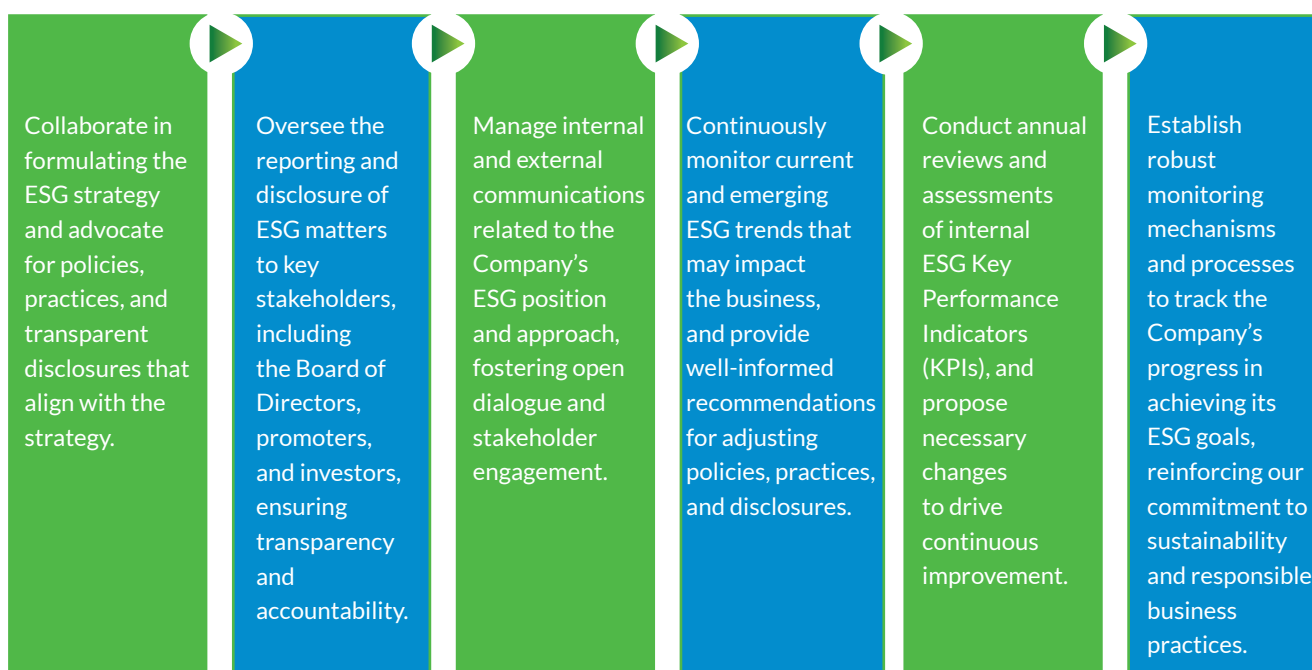 Collaborate in
formulating the
ESG strategy
and advocate
for policies,
practices, and
transparent
disclosures that
align with the
strategy.
Oversee the
reporting and
disclosure of
ESG matters
to key
stakeholders,
including
the Board of
Directors,
promoters,
and investors,
ensuring
transparency
and
accountability.
Manage internal
and external
communications
related to the
Company’s
ESG position
and approach,
fostering open
dialogue and
stakeholder
engagement.
Continuously
monitor current
and emerging
ESG trends that
may impact
the business,
and provide
well-informed
recommendations
for adjusting
policies, practices,
and disclosures.
Conduct annual
reviews and
assessments
of internal
ESG Key
Performance
Indicators
(KPIs), and
propose
necessary
changes
to drive
continuous
improvement.
Establish
robust
monitoring
mechanisms
and processes
to track the
Company’s
progress in
achieving its
ESG goals,
reinforcing our
commitment to
sustainability
and responsible
business
practices.